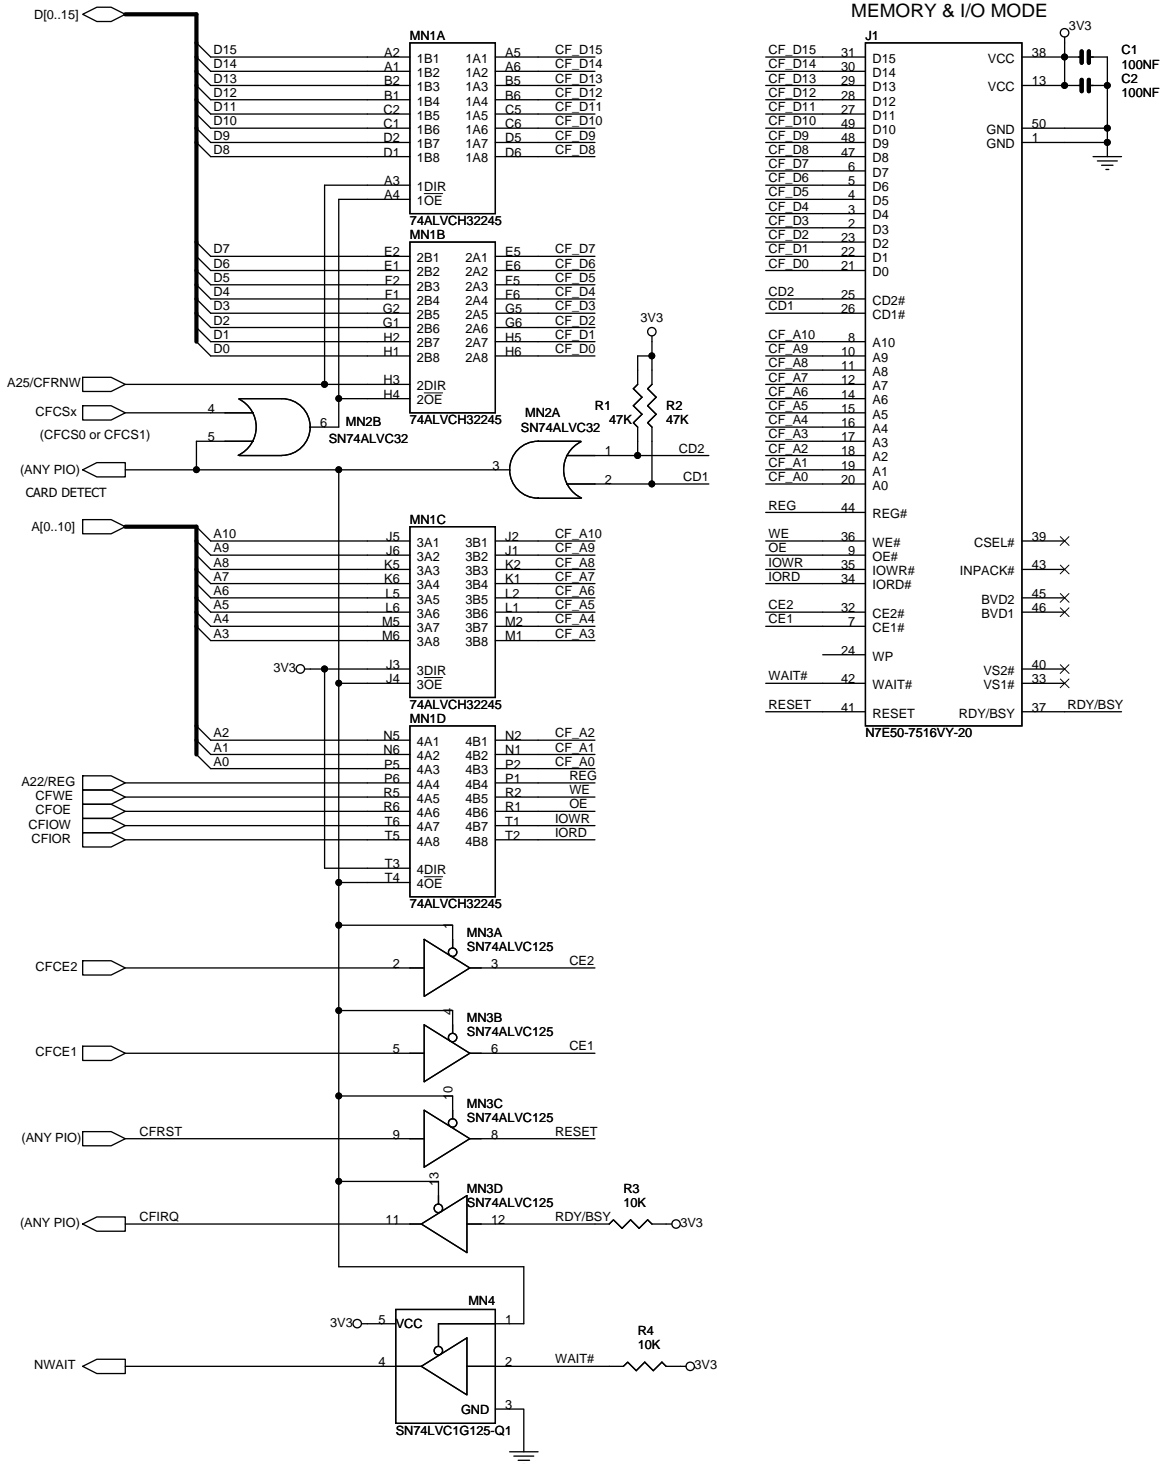 MEMORY & I/O MODE
D[0..15]
MN1A
D15 A2 1B1 1A1 A5 CF_D15
D14 A1 1B2 1A2 A6 CF_D14
D13 B2 1B3 1A3 B5 CF_D13
D12 B1 1B4 1A4 B6 CF_D12
D11 C2 1B5 1A5 C5 CF_D11
D10 C1 1B6 1A6 C6 CF_D10
D9 D2 1B7 1A7 D5 CF_D9
D8 D1 1B8 1A8 D6 CF_D8
A3 1DIR
A4 1OE
74ALVCH32245
MN1B
D7 E2 2B1 2A1 E5 CF_D7
D6 E1 2B2 2A2 E6 CF_D6
D5 F2 2B3 2A3 F5 CF_D5
D4 F1 2B4 2A4 F6 CF_D4
D3 G2 2B5 2A5 G5 CF_D3
D2 G1 2B6 2A6 G6 CF_D2
D1 H2 2B7 2A7 H5 CF_D1
D0 H1 2B8 2A8 H6 CF_D0
A25/CFRNW H3 2DIR
H4 2OE
74ALVCH32245
CFCSx 4
(CFCS0 or CFCS1) 5
6
MN2B
SN74ALVC32
3V3
R1
47K
R2
47K
MN2A
SN74ALVC32
1 CD2
2 CD1
3
(ANY PIO)
CARD DETECT
A[0..10]
MN1C
A10 J5 3A1 3B1 J2 CF_A10
A9 J6 3A2 3B2 J1 CF_A9
A8 K5 3A3 3B3 K2 CF_A8
A7 K6 3A4 3B4 K1 CF_A7
A6 L5 3A5 3B5 L2 CF_A6
A5 L6 3A6 3B6 L1 CF_A5
A4 M5 3A7 3B7 M2 CF_A4
A3 M6 3A8 3B8 M1 CF_A3
3V3 J3 3DIR
J4 3OE
74ALVCH32245
MN1D
A2 N5 4A1 4B1 N2 CF_A2
A1 N6 4A2 4B2 N1 CF_A1
A0 P5 4A3 4B3 P2 CF_A0
A22/REG P6 4A4 4B4 P1 REG
CFWE R5 4A5 4B5 R2 WE
CFOE R6 4A6 4B6 R1 OE
CFIOW T6 4A7 4B7 T1 IOWR
CFIOR T5 4A8 4B8 T2 IORD
T3 4DIR
T4 4OE
74ALVCH32245
1
MN3A
SN74ALVC125
CFCE2 2 3 CE2
4
MN3B
SN74ALVC125
CFCE1 5 6 CE1
10
MN3C
SN74ALVC125
(ANY PIO) CFRST 9 8 RESET
13
MN3D
SN74ALVC125
R3
10K
(ANY PIO) CFIRQ 11 12 RDY/BSY 3V3
MN4
3V3 5 VCC 1
R4
10K
NWAIT 4 2 WAIT# 3V3
GND 3
SN74LVC1G125-Q1
J1
3V3
CF_D15 31 D15 VCC 38
C1
100NF
CF_D14 30 D14
CF_D13 29 D13 VCC 13
C2
100NF
CF_D12 28 D12
CF_D11 27 D11
CF_D10 49 D10 GND 50
CF_D9 48 D9 GND 1
CF_D8 47 D8
CF_D7 6 D7
CF_D6 5 D6
CF_D5 4 D5
CF_D4 3 D4
CF_D3 2 D3
CF_D2 23 D2
CF_D1 22 D1
CF_D0 21 D0
CD2 25 CD2#
CD1 26 CD1#
CF_A10 8 A10
CF_A9 10 A9
CF_A8 11 A8
CF_A7 12 A7
CF_A6 14 A6
CF_A5 15 A5
CF_A4 16 A4
CF_A3 17 A3
CF_A2 18 A2
CF_A1 19 A1
CF_A0 20 A0
REG 44 REG#
WE 36 WE# CSEL# 39
OE 9 OE#
IOWR 35 IOWR# INPACK# 43
IORD 34 IORD#
BVD2 45
CE2 32 CE2# BVD1 46
CE1 7 CE1#
24 WP
VS2# 40
WAIT# 42 WAIT# VS1# 33
RESET 41 RESET RDY/BSY 37 RDY/BSY
N7E50-7516VY-20